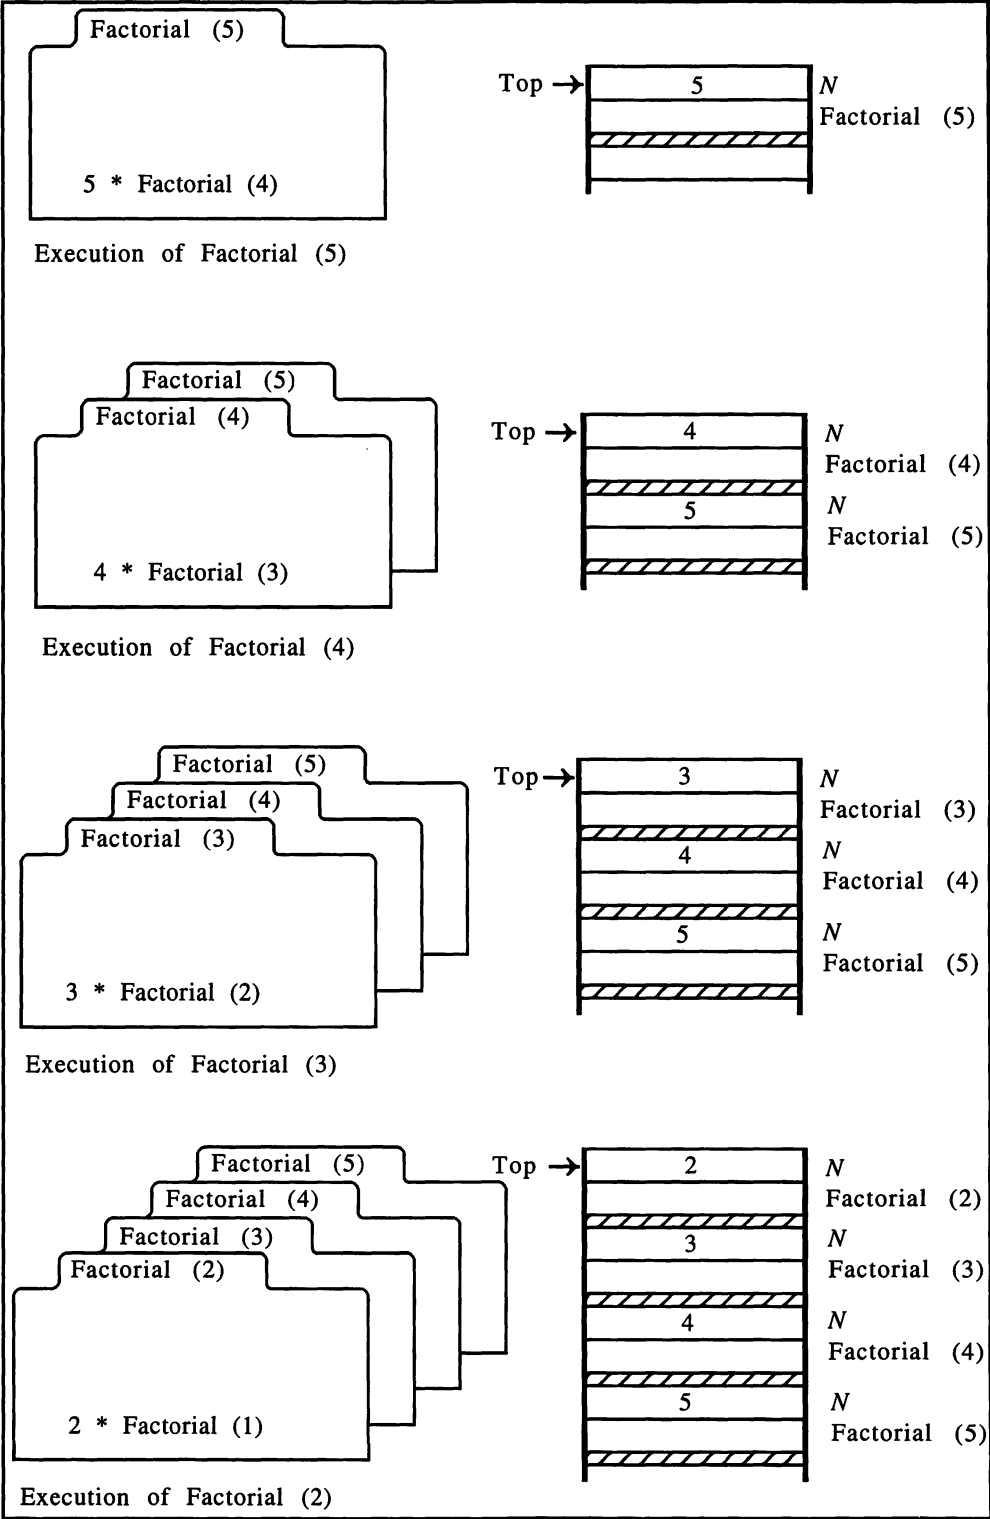 Factorial (5)
5 * Factorial (4)
Execution of Factorial (5)
Top 5 N
Factorial (5)
Factorial (5)
Factorial (4)
4 * Factorial (3)
Execution of Factorial (4)
Top 4 N
Factorial (4)
5 N
Factorial (5)
Factorial (5)
Factorial (4)
Factorial (3)
3 * Factorial (2)
Execution of Factorial (3)
Top 3 N
Factorial (3)
4 N
Factorial (4)
5 N
Factorial (5)
Factorial (5)
Factorial (4)
Factorial (3)
Factorial (2)
2 * Factorial (1)
Execution of Factorial (2)
Top 2 N
Factorial (2)
3 N
Factorial (3)
4 N
Factorial (4)
5 N
Factorial (5)